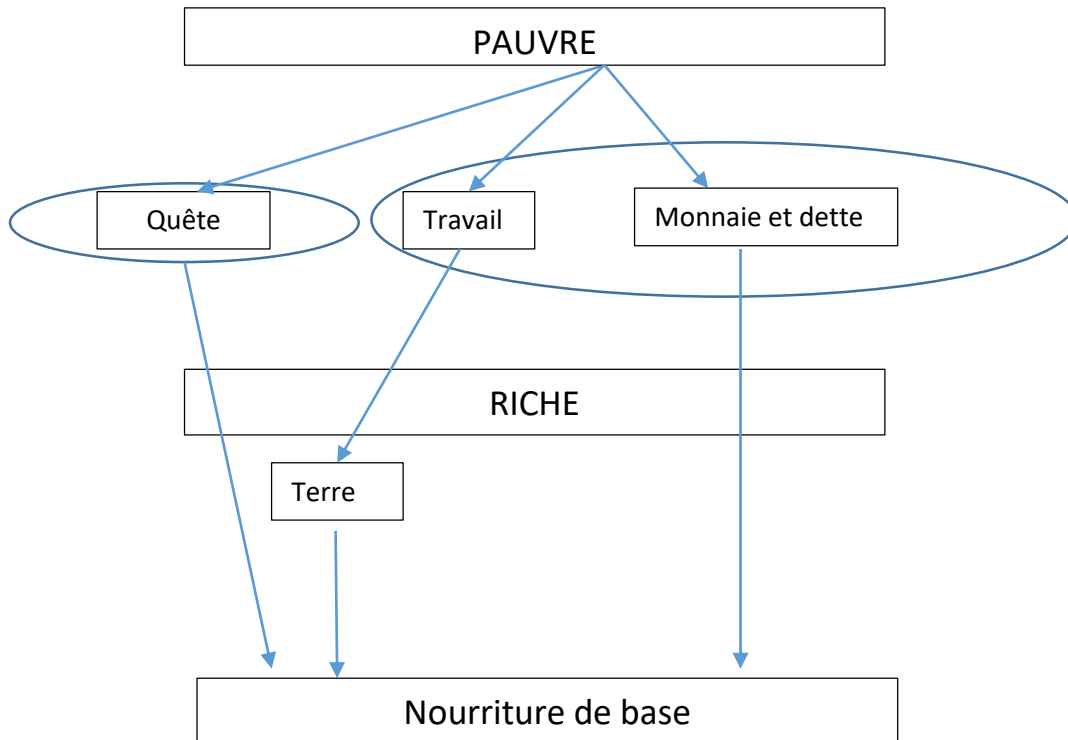 PAUVRE
Quête
Travail
Monnaie et dette
RICHE
Terre
Nourriture de base